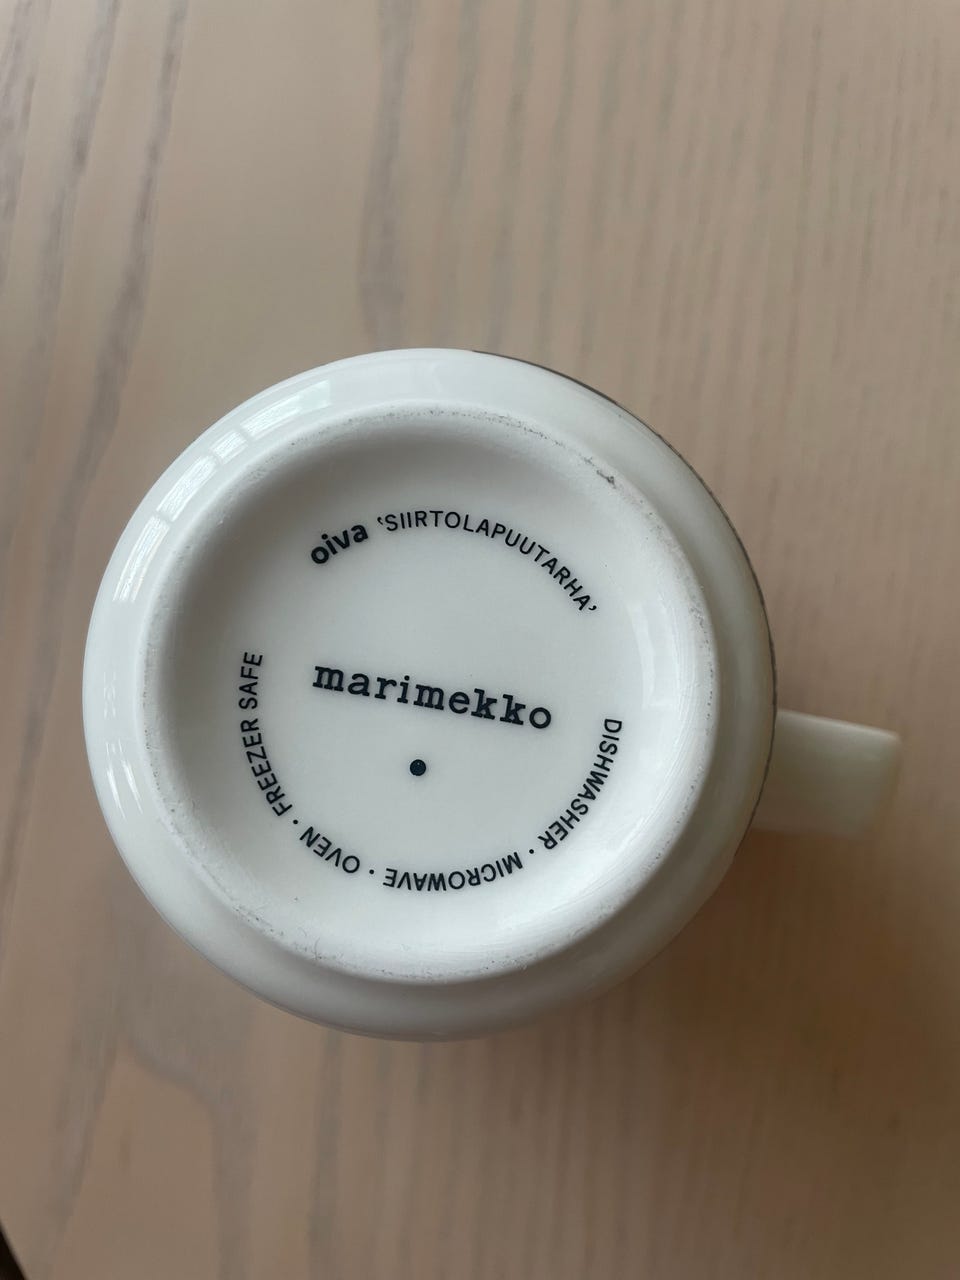 oiva ‘SIIRTOLAPUUTARHA’
marimekko
DISHWASHER · MICROWAVE · OVEN · FREEZER SAFE